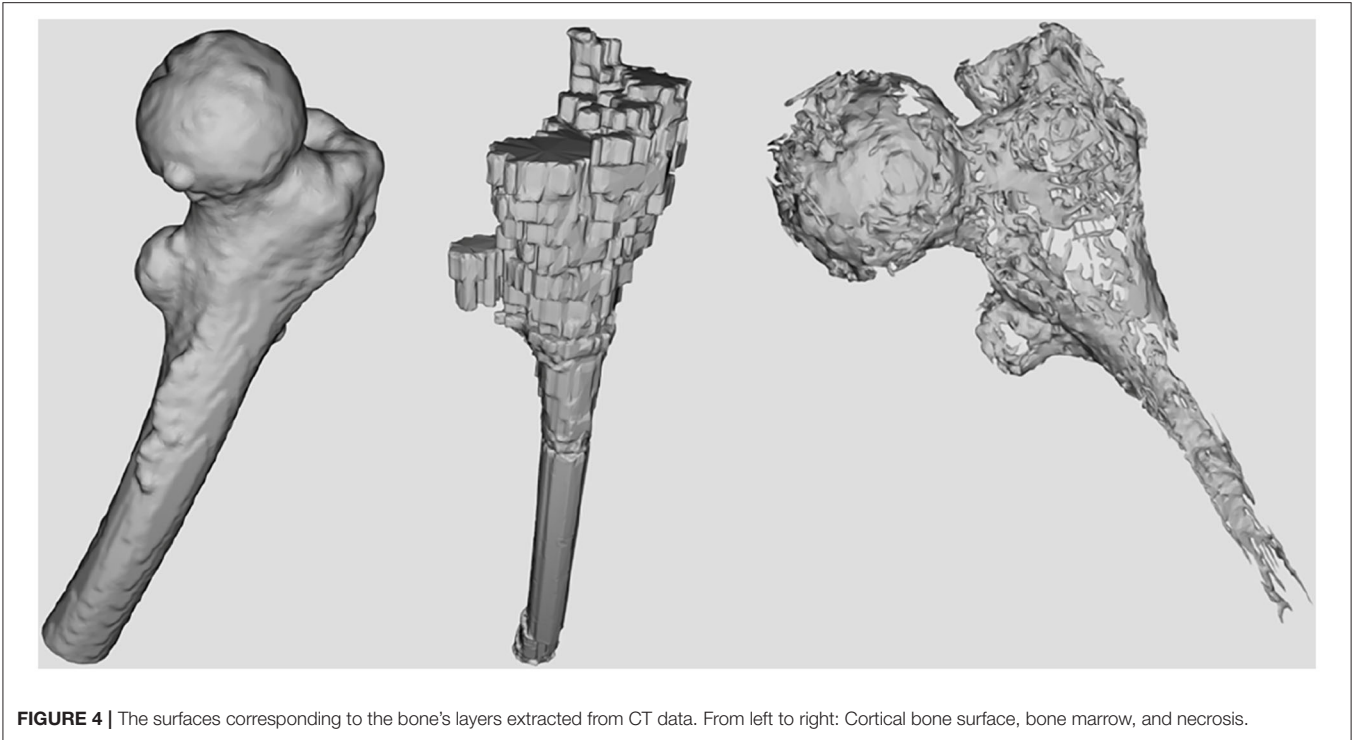 FIGURE 4 | The surfaces corresponding to the bone's layers extracted from CT data. From left to right: Cortical bone surface, bone marrow, and necrosis.